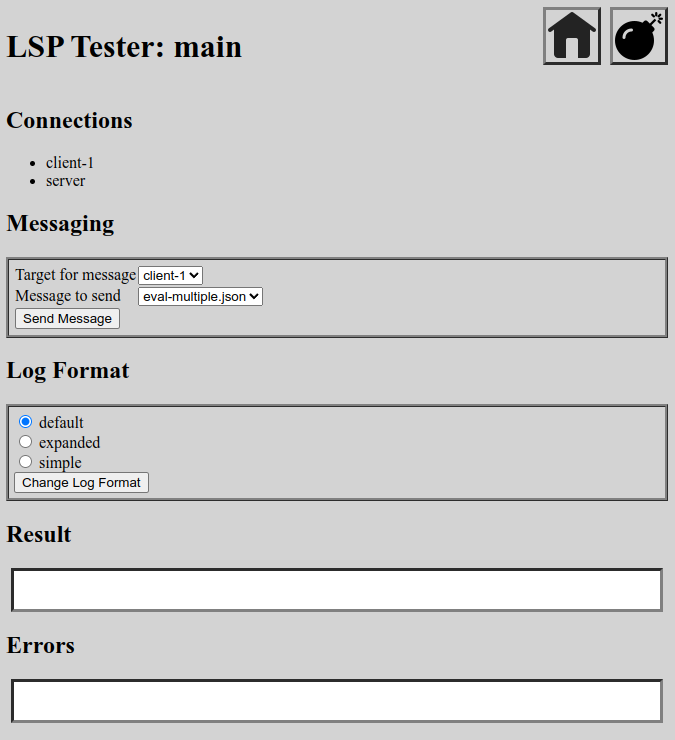 LSP Tester: main
Connections
client-1
server
Messaging
Target for message client-1
Message to send eval-multiple.json
Send Message
Log Format
default
expanded
simple
Change Log Format
Result
Errors